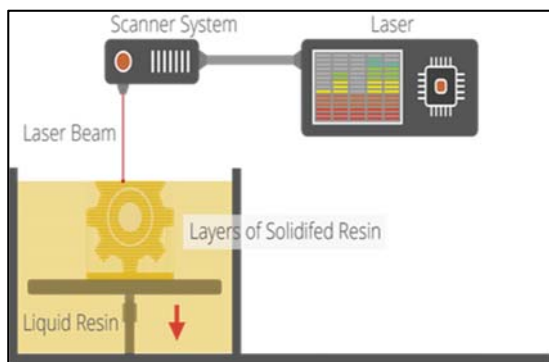 Scanner System
Laser
Laser Beam
Layers of Solidifed Resin
Liquid Resin